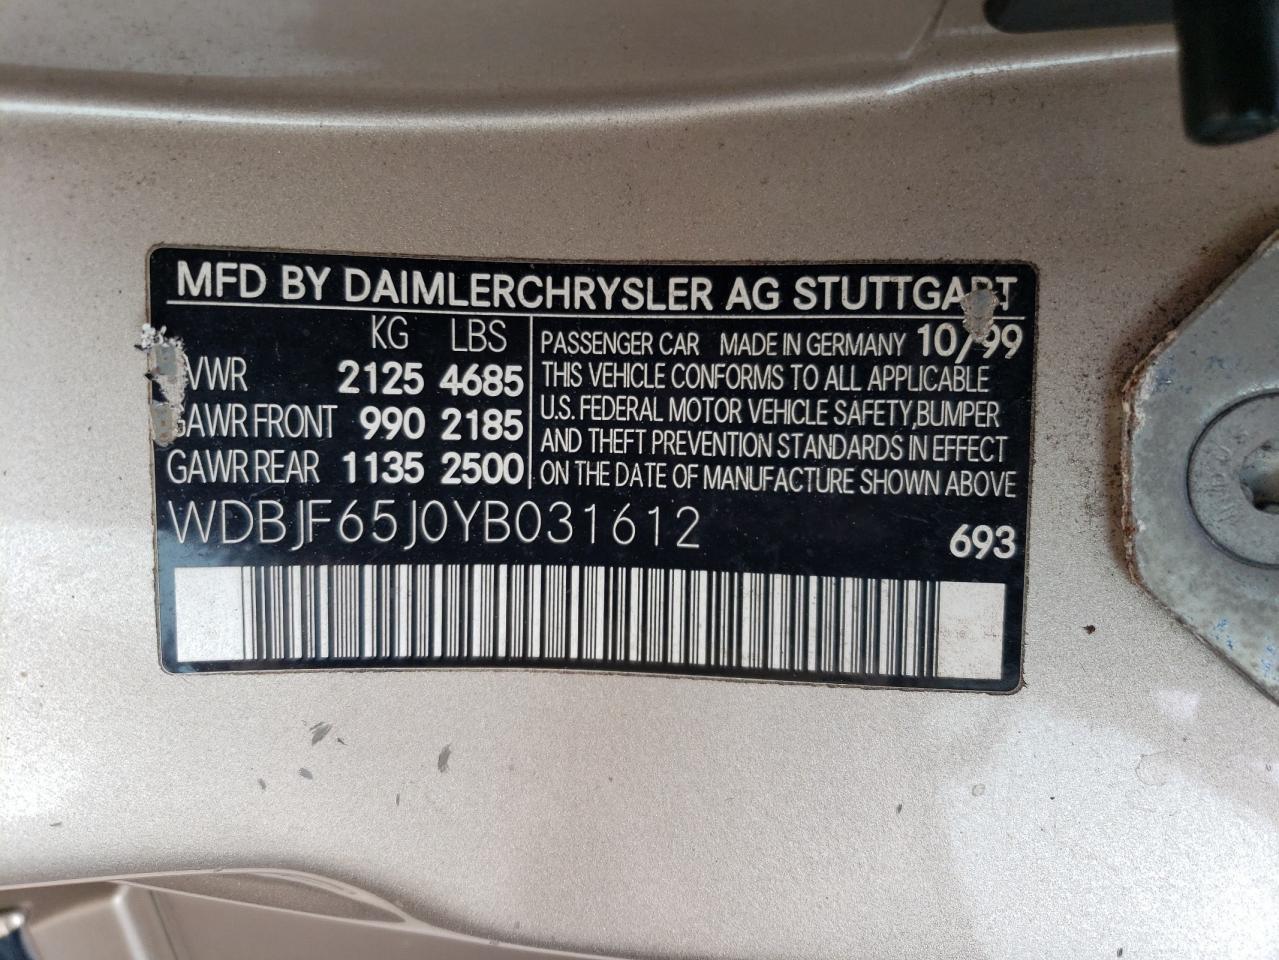 MFD BY DAIMLERCHRYSLER AG STUTTGART
KG LBS
VWR 2125 4685
GAWR FRONT 990 2185
GAWR REAR 1135 2500
PASSENGER CAR MADE IN GERMANY 10/99
THIS VEHICLE CONFORMS TO ALL APPLICABLE
U.S. FEDERAL MOTOR VEHICLE SAFETY,BUMPER
AND THEFT PREVENTION STANDARDS IN EFFECT
ON THE DATE OF MANUFACTURE SHOWN ABOVE
WDBJF65J0YB031612
693